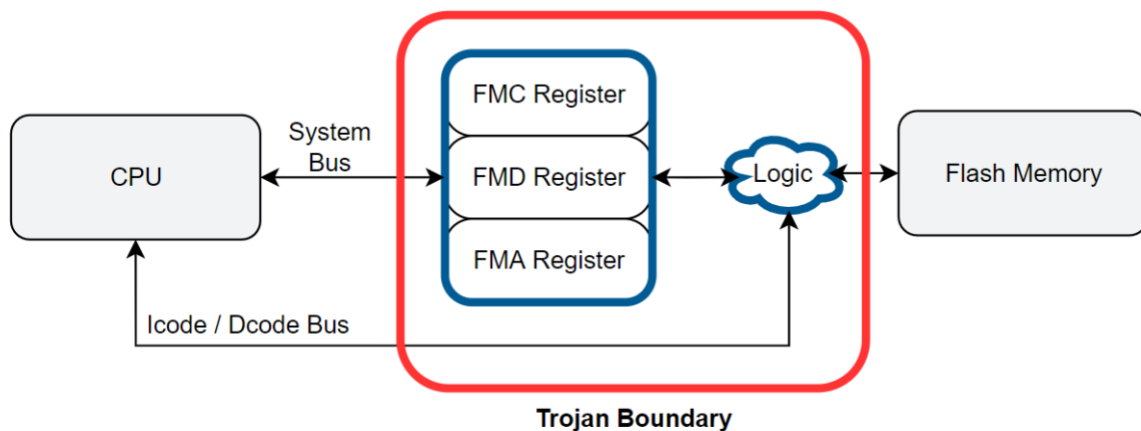 FMC Register
System
Bus
CPU
FMD Register
Logic
Flash Memory
FMA Register
Icode / Dcode Bus
Trojan Boundary